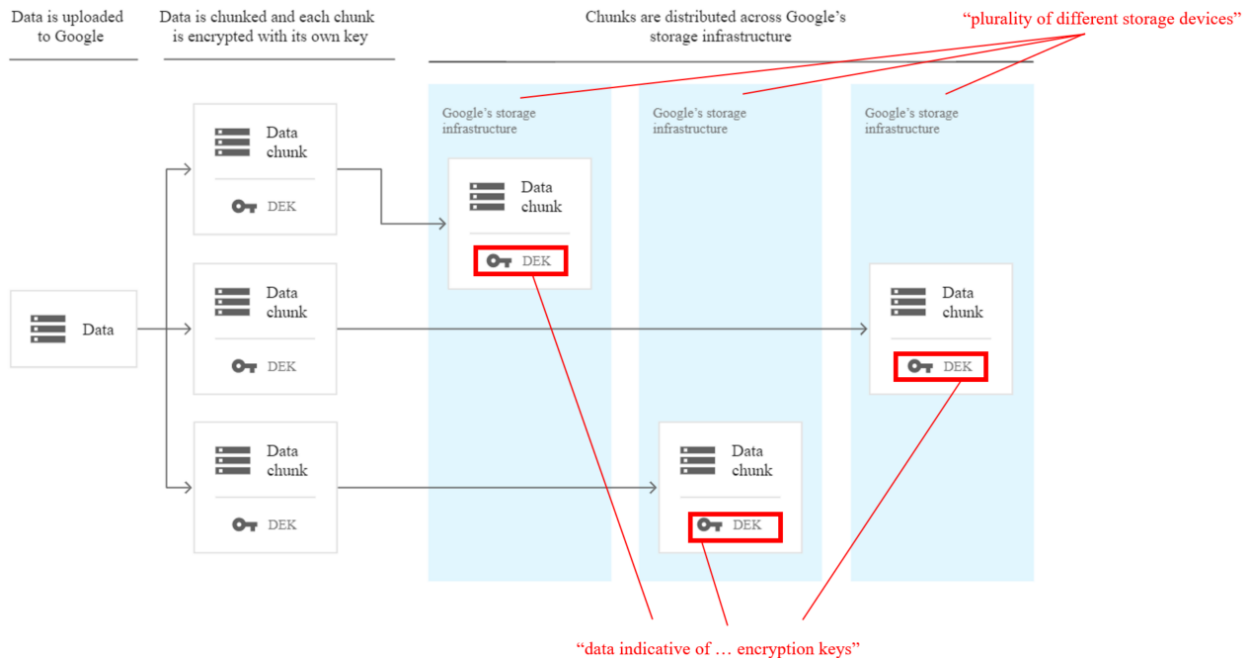 Data is uploaded
to Google
Data is chunked and each chunk
is encrypted with its own key
Chunks are distributed across Google’s
storage infrastructure
“plurality of different storage devices”
Google’s storage
infrastructure
Google’s storage
infrastructure
Google’s storage
infrastructure
Data
chunk
DEK
Data
chunk
DEK
Data
Data
chunk
DEK
Data
chunk
DEK
Data
chunk
DEK
Data
chunk
DEK
“data indicative of … encryption keys”